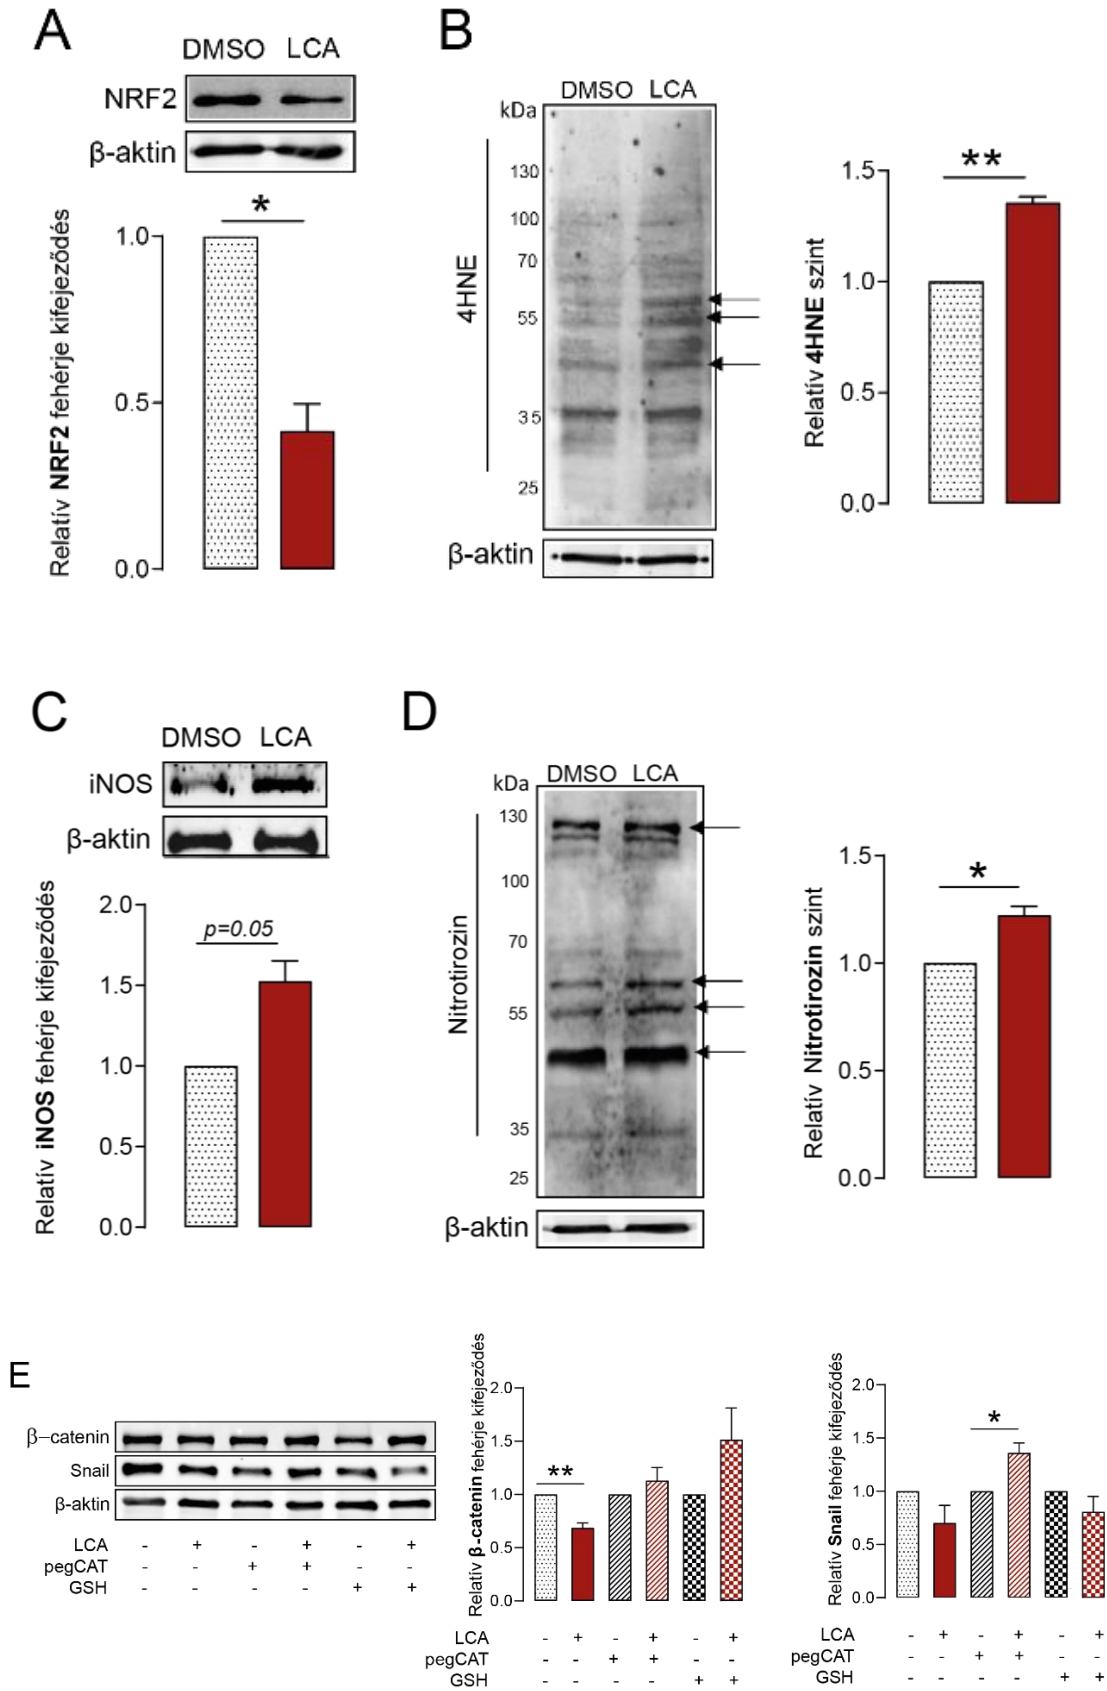 A
DMSO LCA
NRF2
β-aktin
*
Relatív NRF2 fehérje kifejeződés
1.0
0.5
0.0
B
DMSO LCA
kDa
130
100
70
55
35
25
4HNE
β-aktin
**
Relatív 4HNE szint
1.5
1.0
0.5
0.0
C
DMSO LCA
iNOS
β-aktin
p=0.05
Relatív iNOS fehérje kifejeződés
2.0
1.5
1.0
0.5
0.0
D
DMSO LCA
kDa
130
100
70
55
35
25
Nitrotirozin
β-aktin
*
Relatív Nitrotirozin szint
1.5
1.0
0.5
0.0
E
β-catenin
Snail
β-aktin
LCA - + - + - +
pegCAT - - + + - -
GSH - - - - + +
Relatív β-catenin fehérje kifejeződés
2.0
1.5
1.0
0.5
0.0
**
LCA - + - + - +
pegCAT - - + + - -
GSH - - - - + +
Relatív Snail fehérje kifejeződés
2.0
1.5
1.0
0.5
0.0
*
LCA - + - + - +
pegCAT - - + + - -
GSH - - - - + +